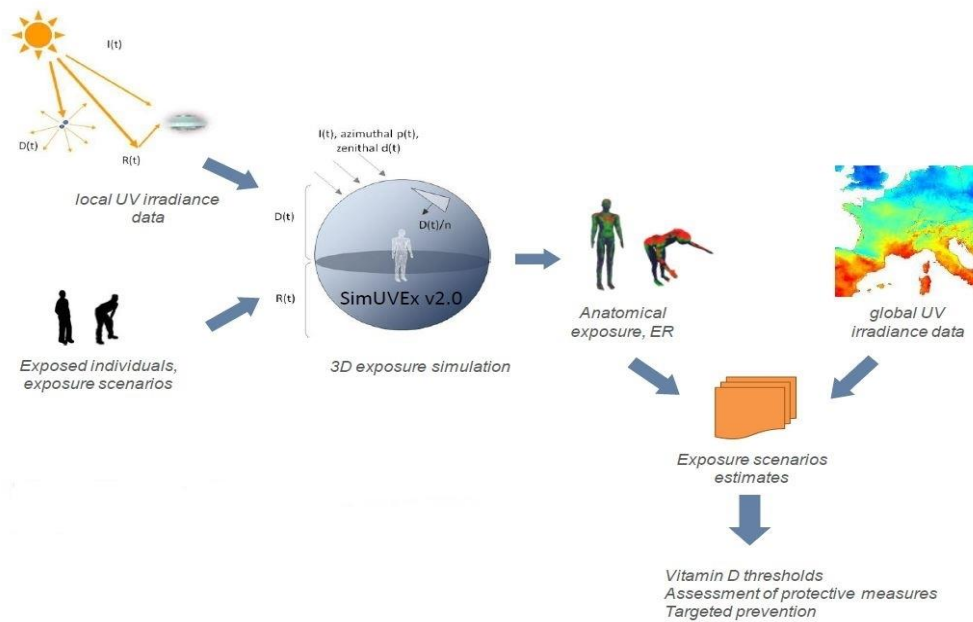 I(t)
D(t)
R(t)
local UV irradiance
data
Exposed individuals,
exposure scenarios
I(t), azimuthal p(t),
zenithal d(t)
D(t)
D(t)/n
R(t)
SimUVEx v2.0
3D exposure simulation
Anatomical
exposure, ER
global UV
irradiance data
Exposure scenarios
estimates
Vitamin D thresholds
Assessment of protective measures
Targeted prevention